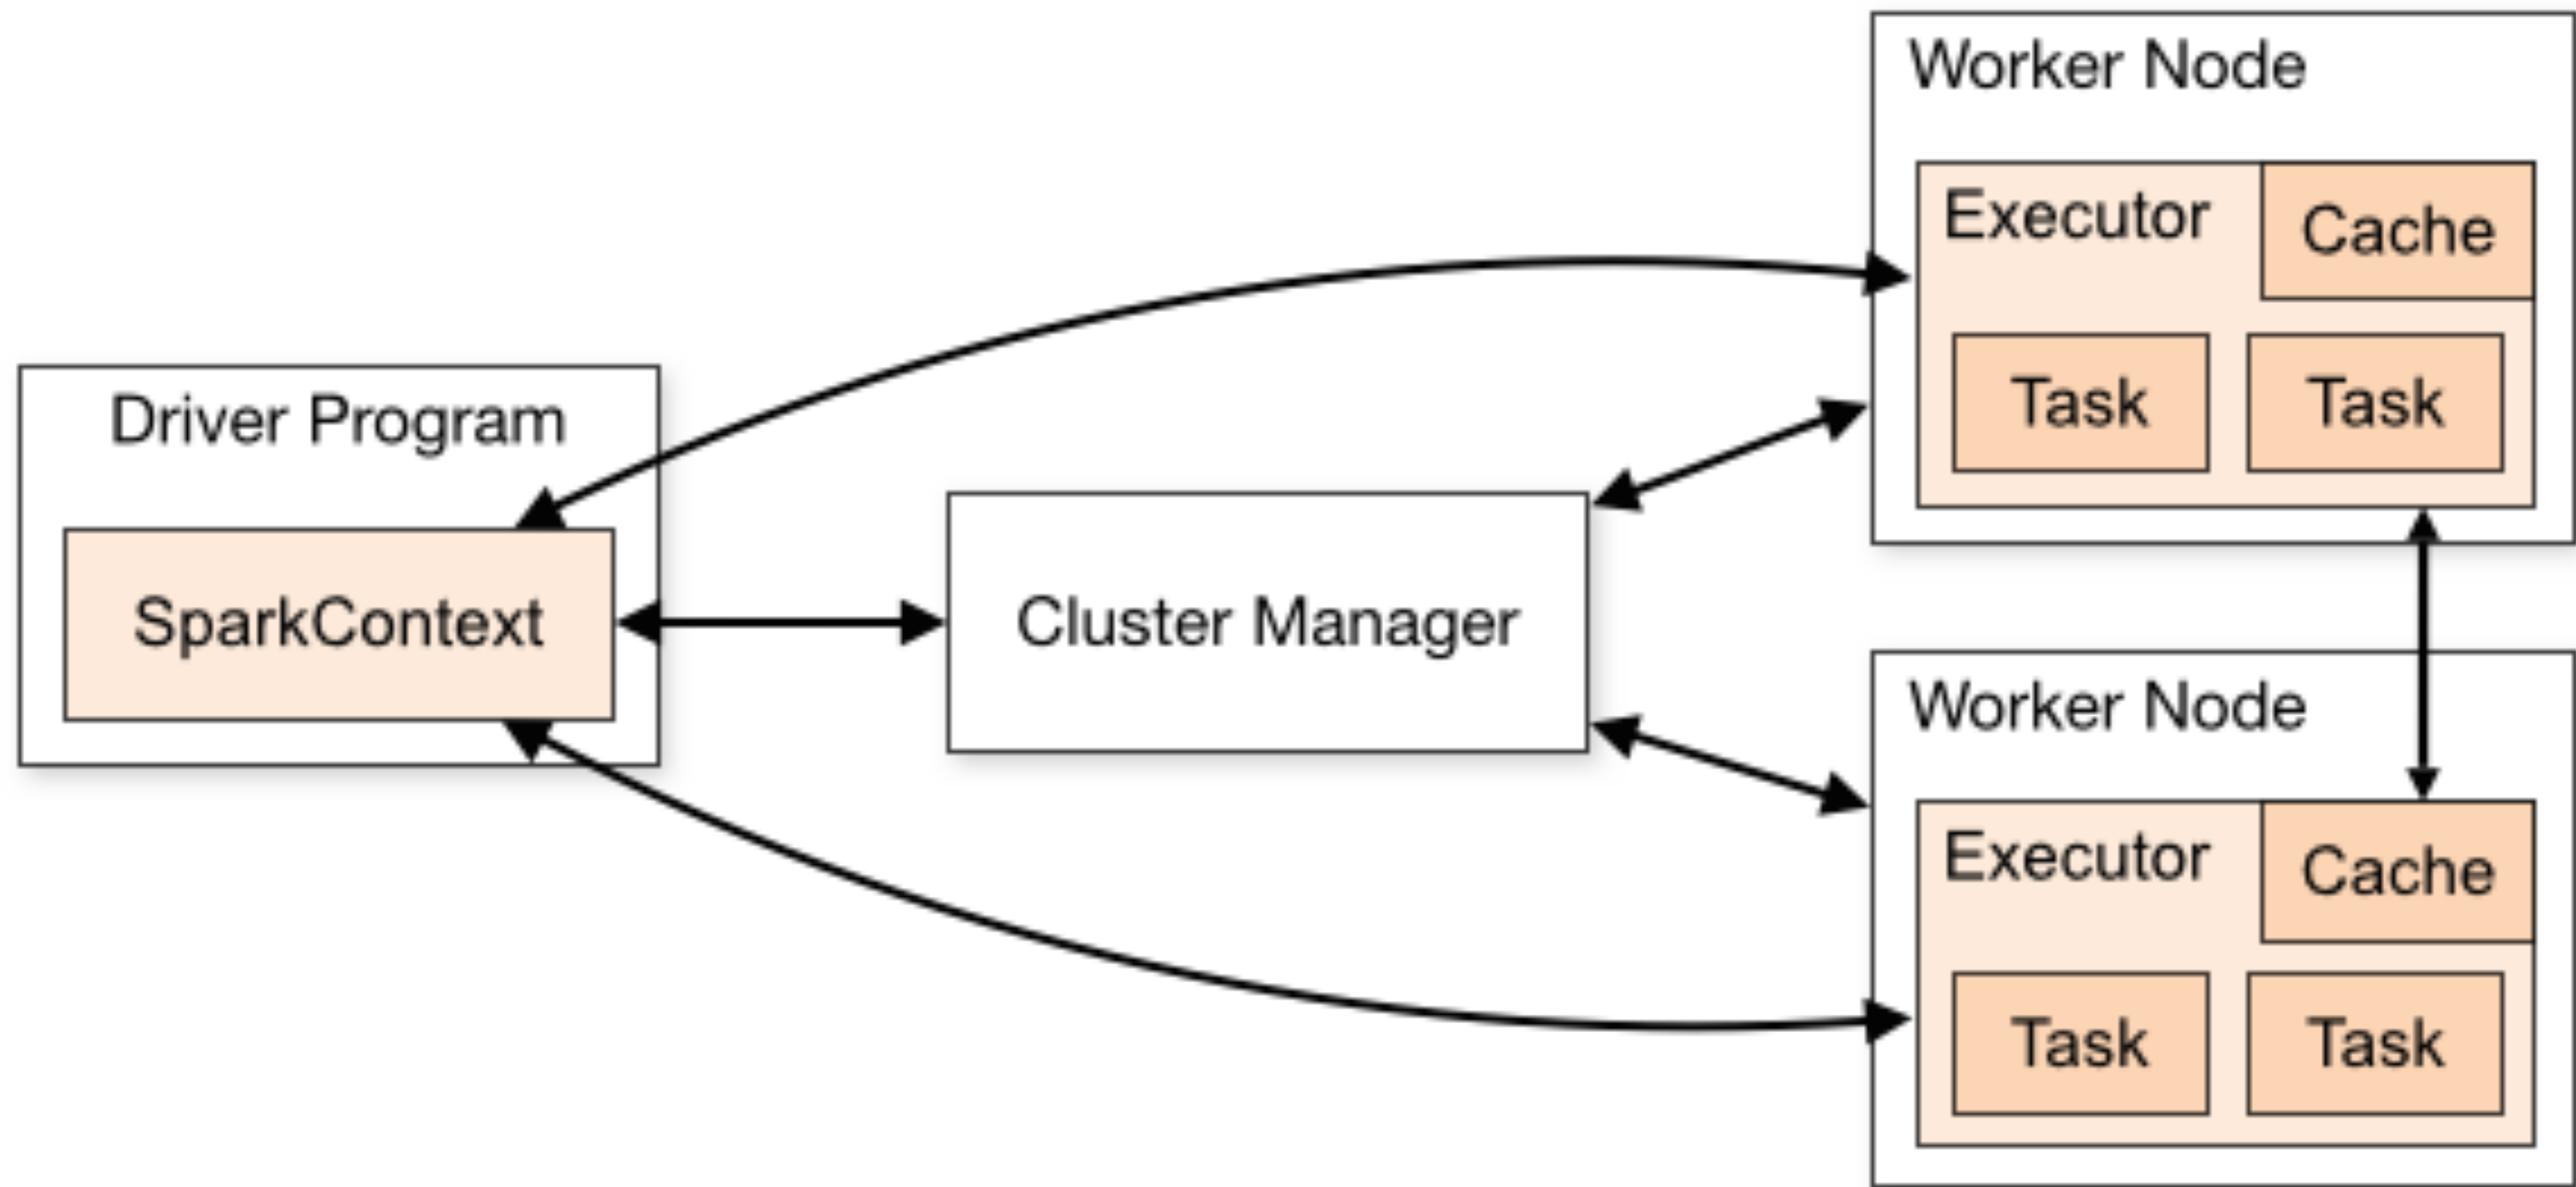 Driver Program
SparkContext
Cluster Manager
Worker Node
Executor
Cache
Task
Task
Worker Node
Executor
Cache
Task
Task